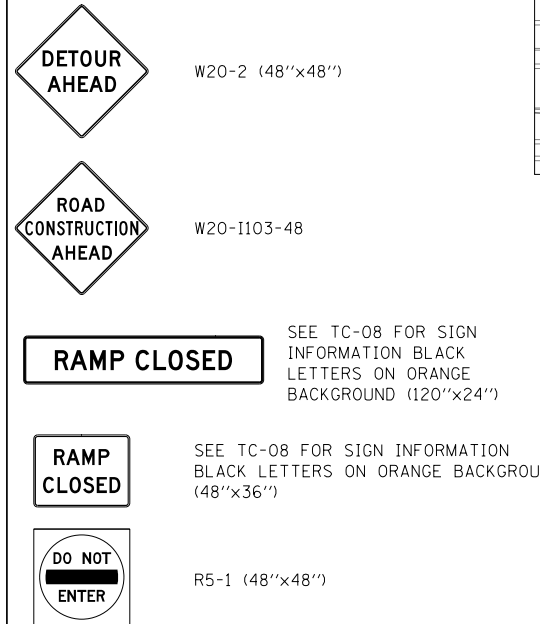 DETOUR
AHEAD
W20-2 (48''x48'')
ROAD
CONSTRUCTION
AHEAD
W20-I103-48
RAMP CLOSED
SEE TC-08 FOR SIGN
INFORMATION BLACK
LETTERS ON ORANGE
BACKGROUND (120''x24'')
RAMP
CLOSED
SEE TC-08 FOR SIGN INFORMATION
BLACK LETTERS ON ORANGE BACKGROU
(48''x36'')
DO NOT
ENTER
R5-1 (48''x48'')